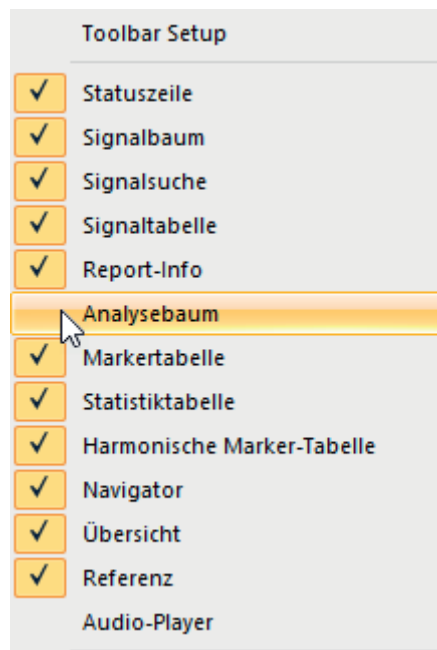 Toolbar Setup
Statuszeile
Signalbaum
Signalsuche
Signaltabelle
Report-Info
Analysebaum
Markertabelle
Statistiktabelle
Harmonische Marker-Tabelle
Navigator
Übersicht
Referenz
Audio-Player